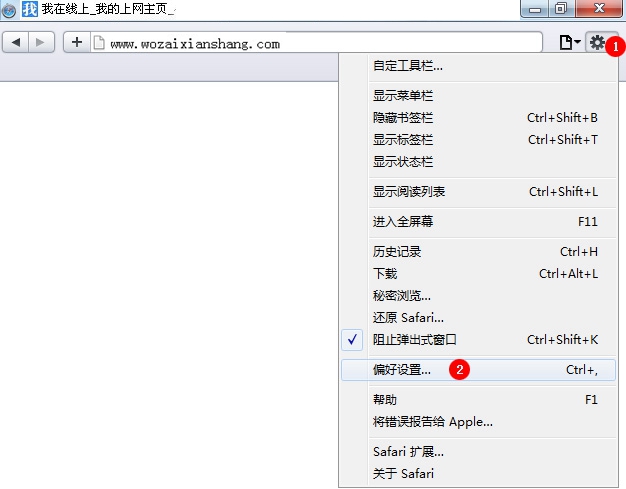 我 我在线上_我的上网主页_
www.wozaixianshang.com
1
自定工具栏...
显示菜单栏
隐藏书签栏 Ctrl+Shift+B
显示标签栏 Ctrl+Shift+T
显示状态栏
显示阅读列表 Ctrl+Shift+L
进入全屏幕 F11
历史记录 Ctrl+H
下载 Ctrl+Alt+L
秘密浏览...
还原 Safari...
阻止弹出式窗口 Ctrl+Shift+K
偏好设置... 2 Ctrl+,
帮助 F1
将错误报告给 Apple...
Safari 扩展...
关于 Safari